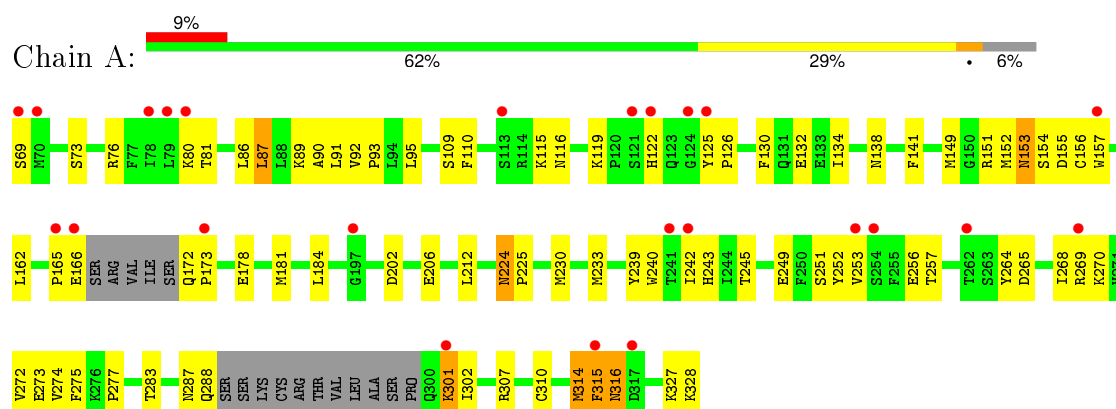 9%
Chain A:
62% 29% • 6%
S69 M70 S73 R76 F77 I78 L79 K80 T81 L86 L87 L88 K89 A90 L91 V92 P93 L94 L95 S109 F110 S113 R114 K115 N116 K119 P120 S121 H122 Q123 G124 Y125 P126 F130 Q131 E132 E133 I134 N138 F141 M149 G150 R151 M152 N153 S154 D155 C156 W157
L162 P165 E166 SER ARG VAL ILE SER Q172 P173 E178 M181 L184 G197 D202 E206 L212 N224 P225 M230 M233 Y239 W240 T241 I242 H243 I244 T245 E249 F250 S251 Y252 V253 S254 F255 E256 T257 T262 S263 Y264 D265 I268 R269 K270
V272 E273 V274 F275 K276 P277 T283 N287 Q288 SER SER LYS CYS ARG THR VAL LEU ALA SER PRO Q300 K301 I302 R307 C310 M314 F315 N316 D317 K327 K328